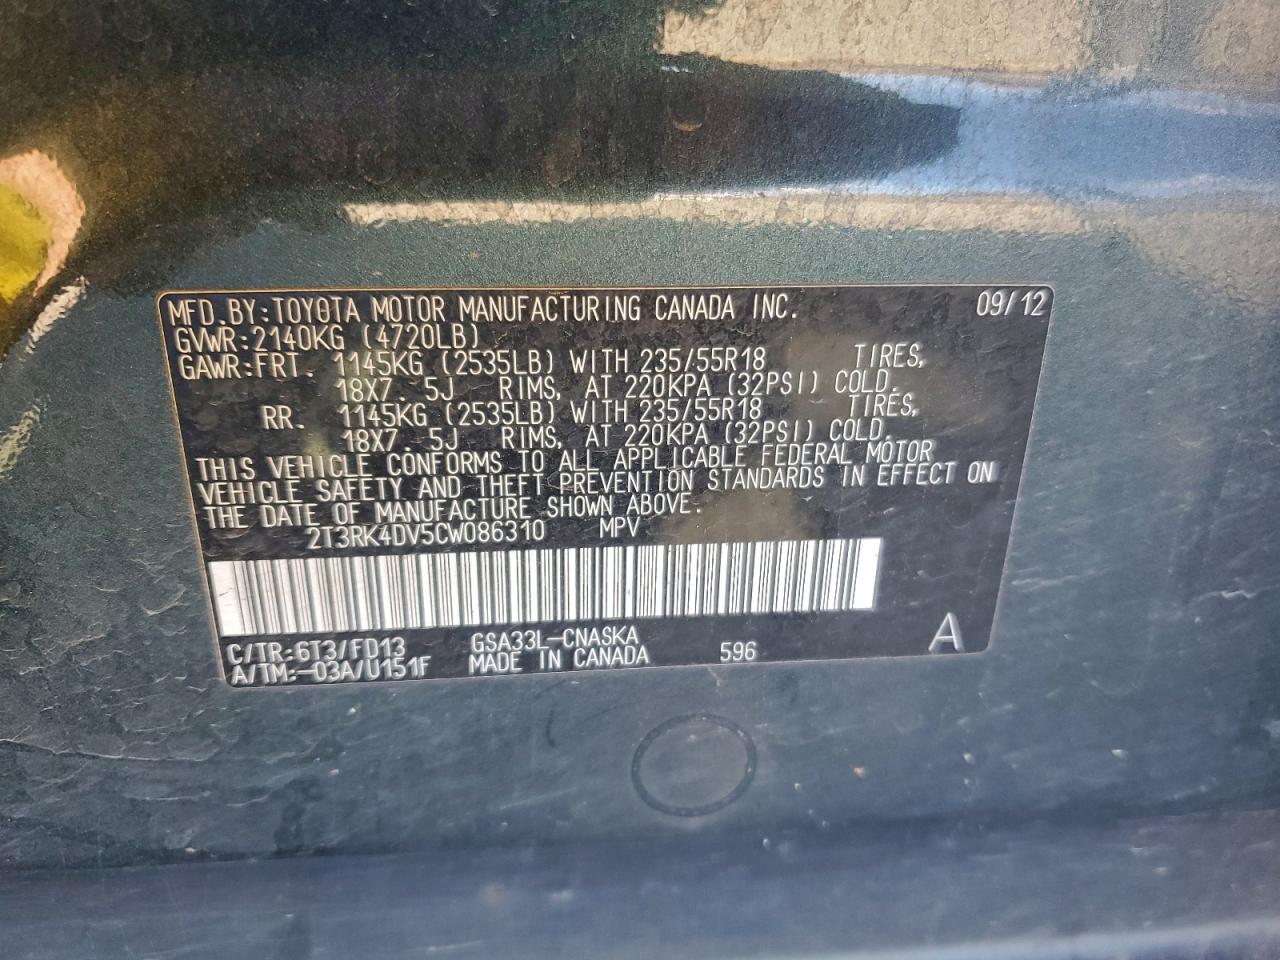 MFD.BY:TOYOTA MOTOR MANUFACTURING CANADA INC. 09/12
GVWR:2140KG (4720LB)
GAWR:FRT. 1145KG (2535LB) WITH 235/55R18 TIRES,
18X7. 5J RIMS, AT 220KPA (32PSI) COLD.
RR. 1145KG (2535LB) WITH 235/55R18 TIRES,
18X7. 5J RIMS, AT 220KPA (32PSI) COLD.
THIS VEHICLE CONFORMS TO ALL APPLICABLE FEDERAL MOTOR
VEHICLE SAFETY AND THEFT PREVENTION STANDARDS IN EFFECT ON
THE DATE OF MANUFACTURE SHOWN ABOVE.
2T3RK4DV5CW086310 MPV
C/TR:6T3/FD13 GSA33L-CNASKA
A/TM:-03A/U151F MADE IN CANADA 596 A